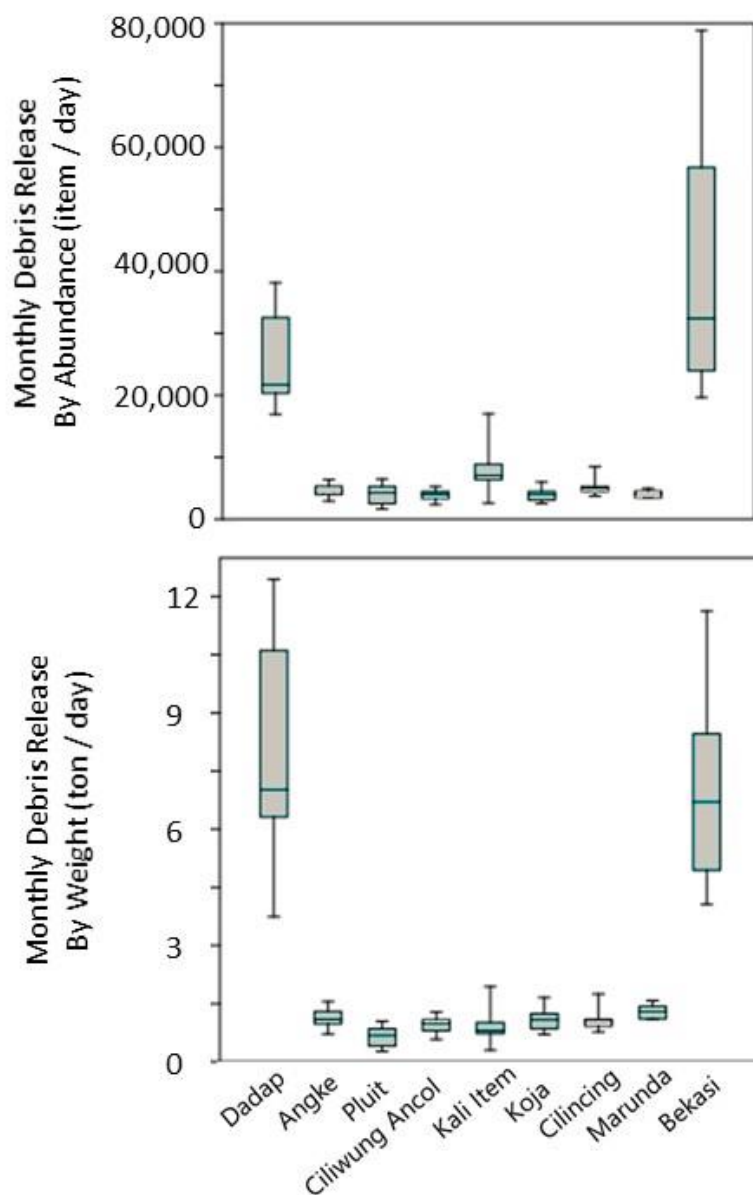 Monthly Debris Release
By Abundance (item / day)
80,000
60,000
40,000
20,000
0
Monthly Debris Release
By Weight (ton / day)
12
9
6
3
0
Dadap
Angke
Pluit
Ciliwung Ancol
Kali Item
Koja
Cilincing
Marunda
Bekasi